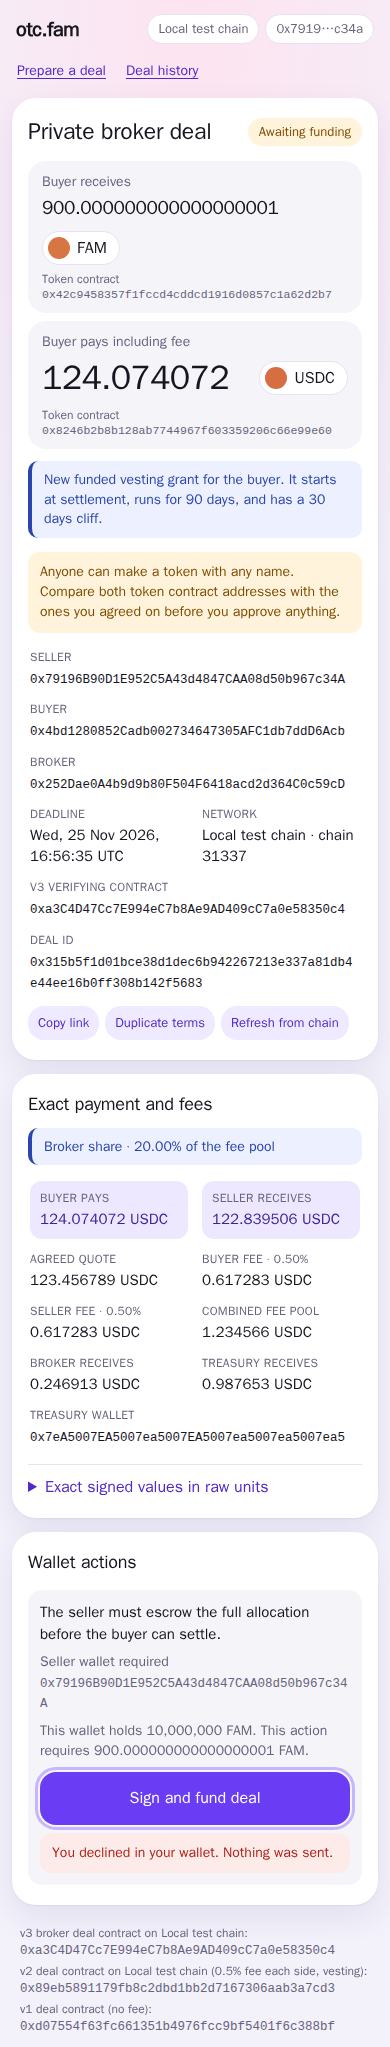 otc.fam
Local test chain
0x7919···c34a
Prepare a deal
Deal history
Private broker deal
Awaiting funding
Buyer receives
900.000000000000000001
FAM
Token contract
0x42c9458357f1fccd4cddcd1916d0857c1a62d2b7
Buyer pays including fee
124.074072
USDC
Token contract
0x8246b2b8b128ab7744967f603359206c66e99e60
New funded vesting grant for the buyer. It starts
at settlement, runs for 90 days, and has a 30
days cliff.
Anyone can make a token with any name.
Compare both token contract addresses with the
ones you agreed on before you approve anything.
SELLER
0x79196B90D1E952C5A43d4847CAA08d50b967c34A
BUYER
0x4bd1280852Cadb002734647305AFC1db7ddD6Acb
BROKER
0x252Dae0A4b9d9b80F504F6418acd2d364C0c59cD
DEADLINE
Wed, 25 Nov 2026,
16:56:35 UTC
NETWORK
Local test chain · chain
31337
V3 VERIFYING CONTRACT
0xa3C4D47Cc7E994eC7b8Ae9AD409cC7a0e58350c4
DEAL ID
0x315b5f1d01bce38d1dec6b942267213e337a81db4
e44ee16b0ff308b142f5683
Copy link
Duplicate terms
Refresh from chain
Exact payment and fees
Broker share · 20.00% of the fee pool
BUYER PAYS
124.074072 USDC
SELLER RECEIVES
122.839506 USDC
AGREED QUOTE
123.456789 USDC
BUYER FEE · 0.50%
0.617283 USDC
SELLER FEE · 0.50%
0.617283 USDC
COMBINED FEE POOL
1.234566 USDC
BROKER RECEIVES
0.246913 USDC
TREASURY RECEIVES
0.987653 USDC
TREASURY WALLET
0x7eA5007EA5007ea5007EA5007ea5007ea5007ea5
Exact signed values in raw units
Wallet actions
The seller must escrow the full allocation
before the buyer can settle.
Seller wallet required
0x79196B90D1E952C5A43d4847CAA08d50b967c34
A
This wallet holds 10,000,000 FAM. This action
requires 900.000000000000000001 FAM.
Sign and fund deal
You declined in your wallet. Nothing was sent.
v3 broker deal contract on Local test chain:
0xa3C4D47Cc7E994eC7b8Ae9AD409cC7a0e58350c4
v2 deal contract on Local test chain (0.5% fee each side, vesting):
0x89eb5891179fb8c2dbd1bb2d7167306aab3a7cd3
v1 deal contract (no fee):
0xd07554f63fc661351b4976fcc9bf5401f6c388bf